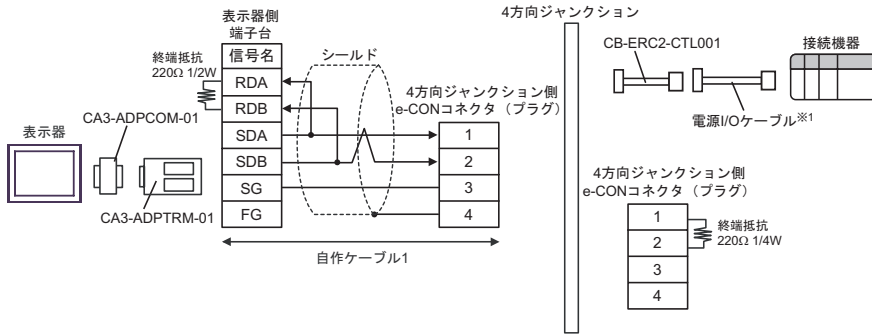 表示器
CA3-ADPCOM-01
CA3-ADPTRM-01
終端抵抗
220Ω 1/2W
表示器側
端子台
信号名
RDA
RDB
SDA
SDB
SG
FG
シールド
自作ケーブル1
4方向ジャンクション側
e-CONコネクタ（プラグ）
1
2
3
4
4方向ジャンクション
CB-ERC2-CTL001
電源I/Oケーブル※1
接続機器
4方向ジャンクション側
e-CONコネクタ（プラグ）
1
2
3
4
終端抵抗
220Ω 1/4W